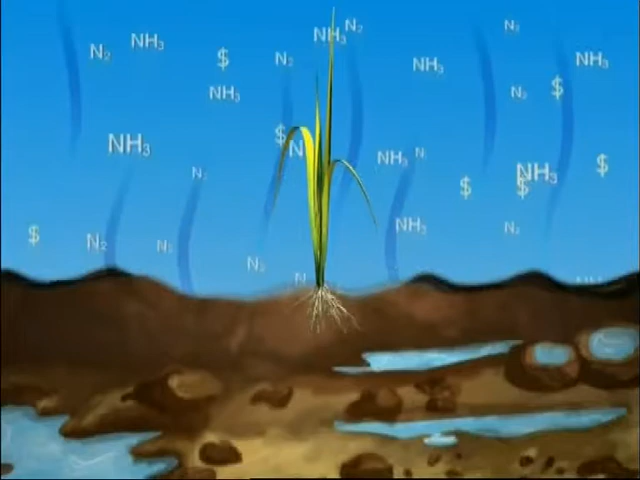 NH₃ N₂
N₂ NH₃ $ N₂ NH₃ NH₃
N₂
NH₃ N₂ $
$ N
NH₃ NH₃ N₂
N₂ $ $ NH₃ $
$ N₂ N₂ NH₃ N₂
N₂ N